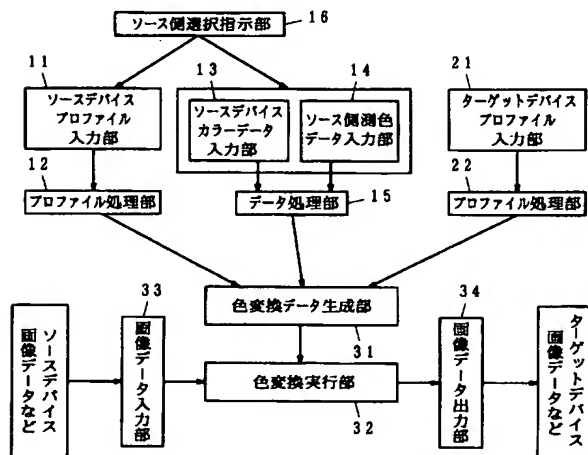 ソース側選択指示部
16
11
ソースデバイス
プロファイル
入力部
13
ソースデバイス
カラーデータ
入力部
14
ソース側測色
データ入力部
21
ターゲットデバイス
プロファイル
入力部
12
プロファイル処理部
データ処理部
15
22
プロファイル処理部
色変換データ生成部
31
ソースデバイス
画像データなど
33
画像データ入力部
色変換実行部
32
34
画像データ出力部
ターゲットデバイス
画像データなど